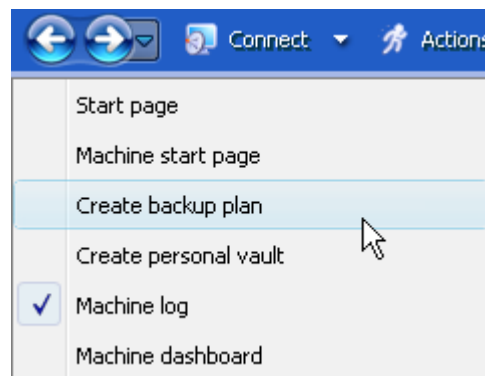 Connect Actions
Start page
Machine start page
Create backup plan
Create personal vault
Machine log
Machine dashboard